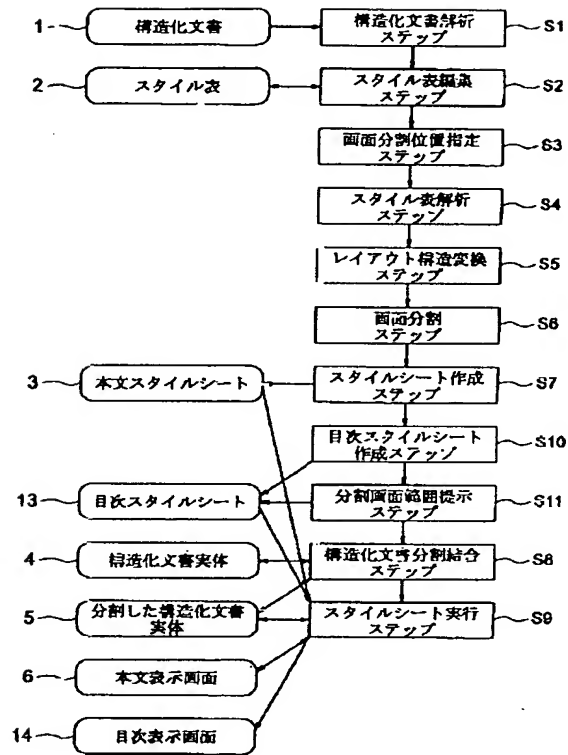 1
構造化文書
構造化文書解析
ステップ
S1
2
スタイル表
スタイル表編集
ステップ
S2
画面分割位置指定
ステップ
S3
スタイル表解析
ステップ
S4
レイアウト構造変換
ステップ
S5
画面分割
ステップ
S6
3
本文スタイルシート
スタイルシート作成
ステップ
S7
目次スタイルシート
作成ステップ
S10
13
目次スタイルシート
分割画面範囲提示
ステップ
S11
4
構造化文書実体
構造化文書分割結合
ステップ
S8
5
分割した構造化文書
実体
スタイルシート実行
ステップ
S9
6
本文表示画面
14
目次表示画面